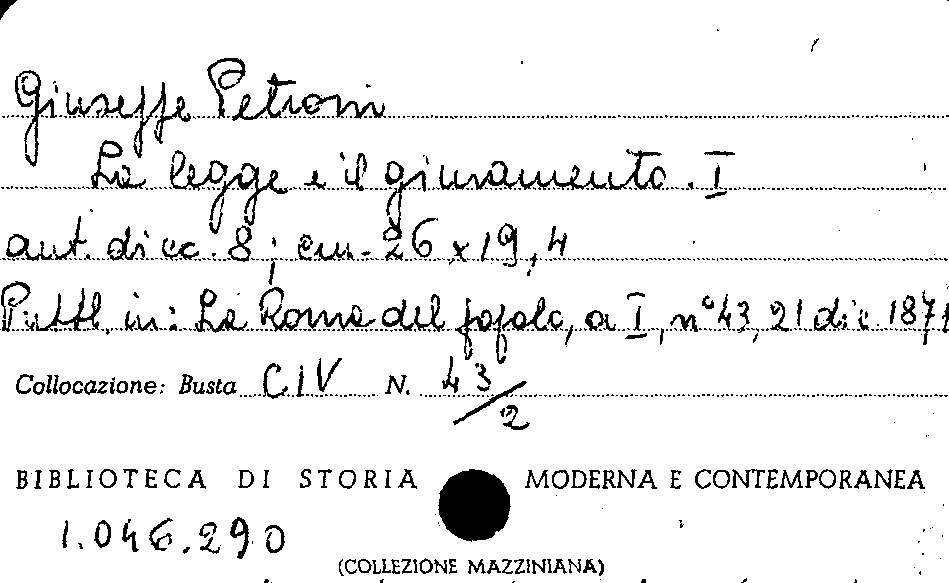 Giuseppe Petroni
La legge e il giuramento. I
aut. di cc. 8; cm. 26 x 19,4
Pubbl. in: La Roma del popolo, a I, n° 43, 21 dic. 1871
Collocazione: Busta CIV N. 43/2
BIBLIOTECA DI STORIA MODERNA E CONTEMPORANEA
1.046.290
(COLLEZIONE MAZZINIANA)